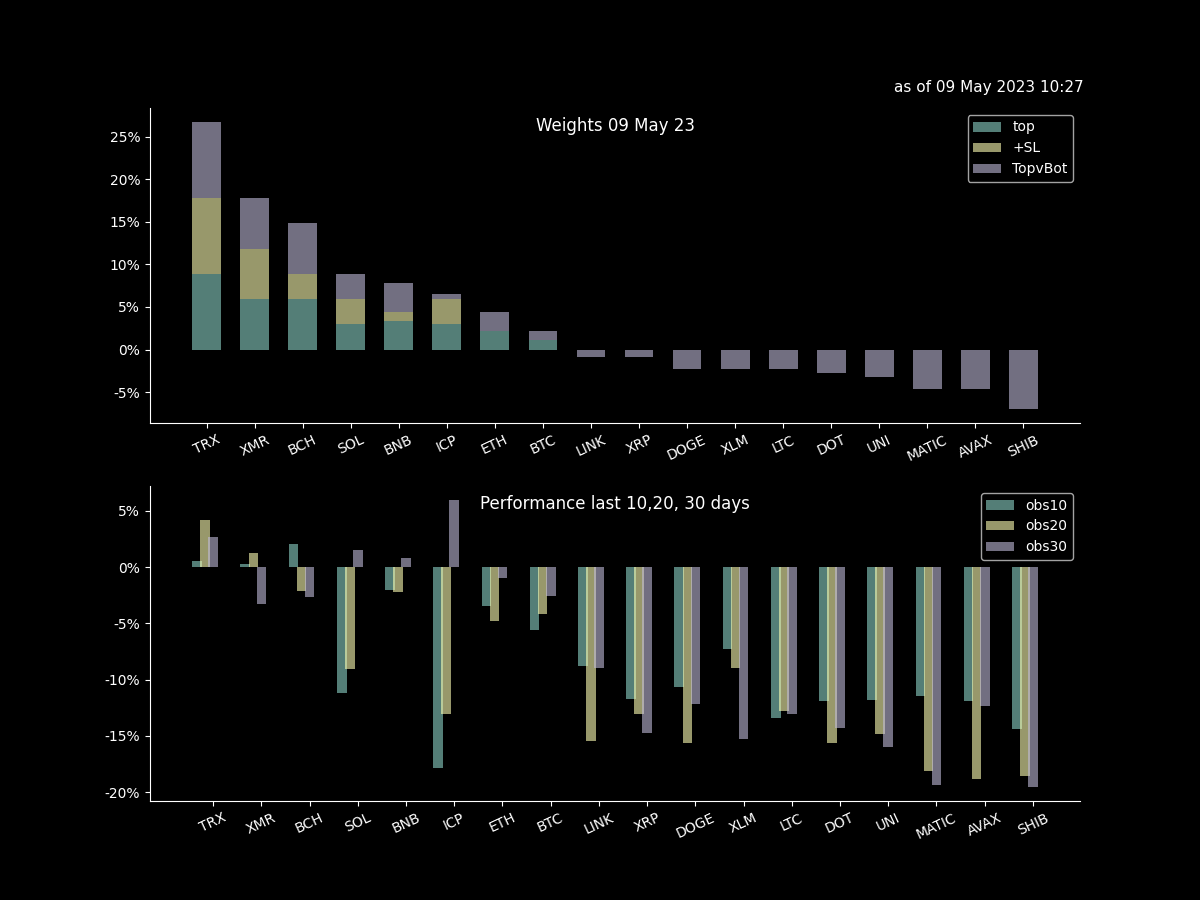 as of 09 May 2023 10:27
Weights 09 May 23
top
+SL
TopvBot
25%
20%
15%
10%
5%
0%
-5%
TRX XMR BCH SOL BNB ICP ETH BTC LINK XRP DOGE XLM LTC DOT UNI MATIC AVAX SHIB
Performance last 10,20, 30 days
obs10
obs20
obs30
5%
0%
-5%
-10%
-15%
-20%
TRX XMR BCH SOL BNB ICP ETH BTC LINK XRP DOGE XLM LTC DOT UNI MATIC AVAX SHIB